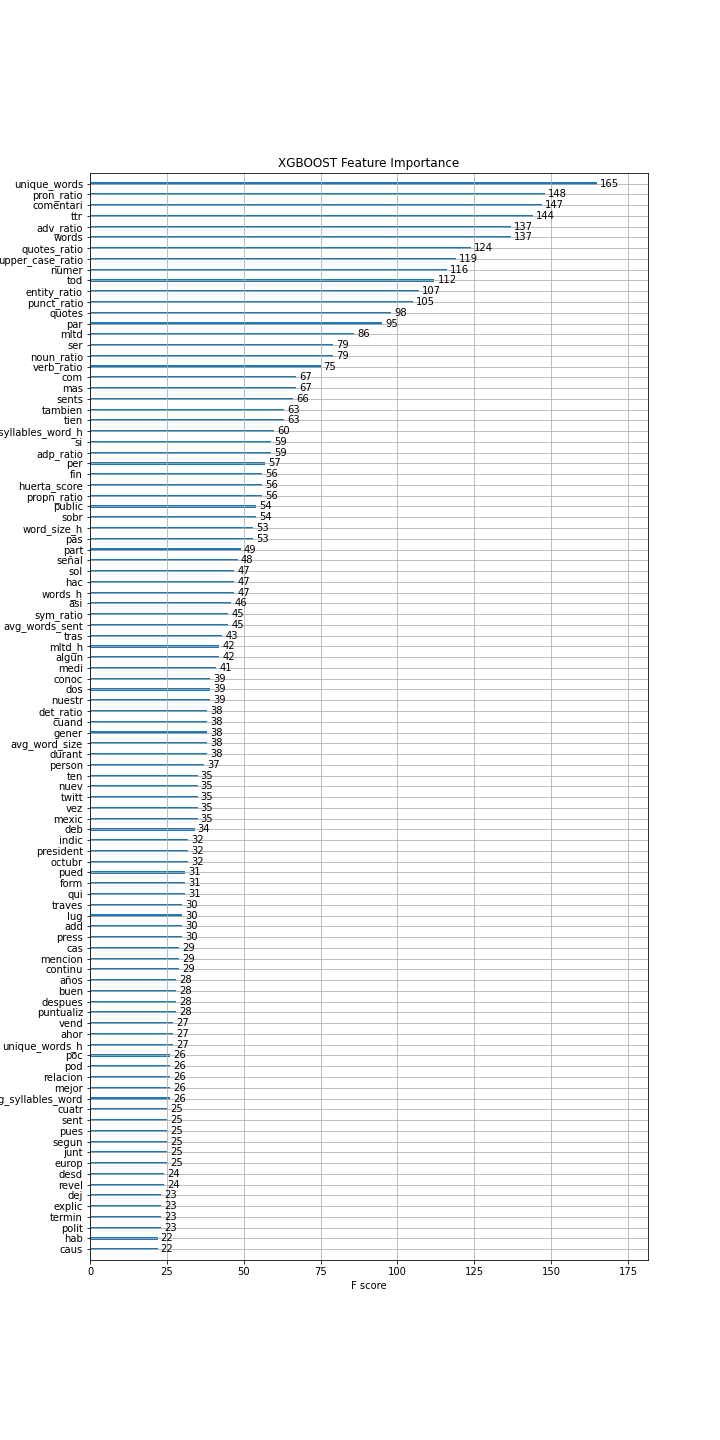 XGBOOST Feature Importance
unique_words 165
pron_ratio 148
comentari 147
ttr 144
adv_ratio 137
words 137
quotes_ratio 124
upper_case_ratio 119
numer 116
tod 112
entity_ratio 107
punct_ratio 105
quotes 98
par 95
mltd 86
ser 79
noun_ratio 79
verb_ratio 75
com 67
mas 67
sents 66
tambien 63
tien 63
syllables_word_h 60
si 59
adp_ratio 59
per 57
fin 56
huerta_score 56
propn_ratio 56
public 54
sobr 54
word_size_h 53
pas 53
part 49
señal 48
sol 47
hac 47
words_h 47
asi 46
sym_ratio 45
avg_words_sent 45
tras 43
mltd_h 42
algun 42
medi 41
conoc 39
dos 39
nuestr 39
det_ratio 38
cuand 38
gener 38
avg_word_size 38
durant 38
person 37
ten 35
nuev 35
twitt 35
vez 35
mexic 35
deb 34
indic 32
president 32
octubr 32
pued 31
form 31
qui 31
traves 30
lug 30
add 30
press 30
cas 29
mencion 29
continu 29
años 28
buen 28
despues 28
puntualiz 28
vend 27
ahor 27
unique_words_h 27
poc 26
pod 26
relacion 26
mejor 26
g_syllables_word 26
cuatr 25
sent 25
pues 25
segun 25
junt 25
europ 25
desd 24
revel 24
dej 23
explic 23
termin 23
polit 23
hab 22
caus 22
0 25 50 75 100 125 150 175
F score